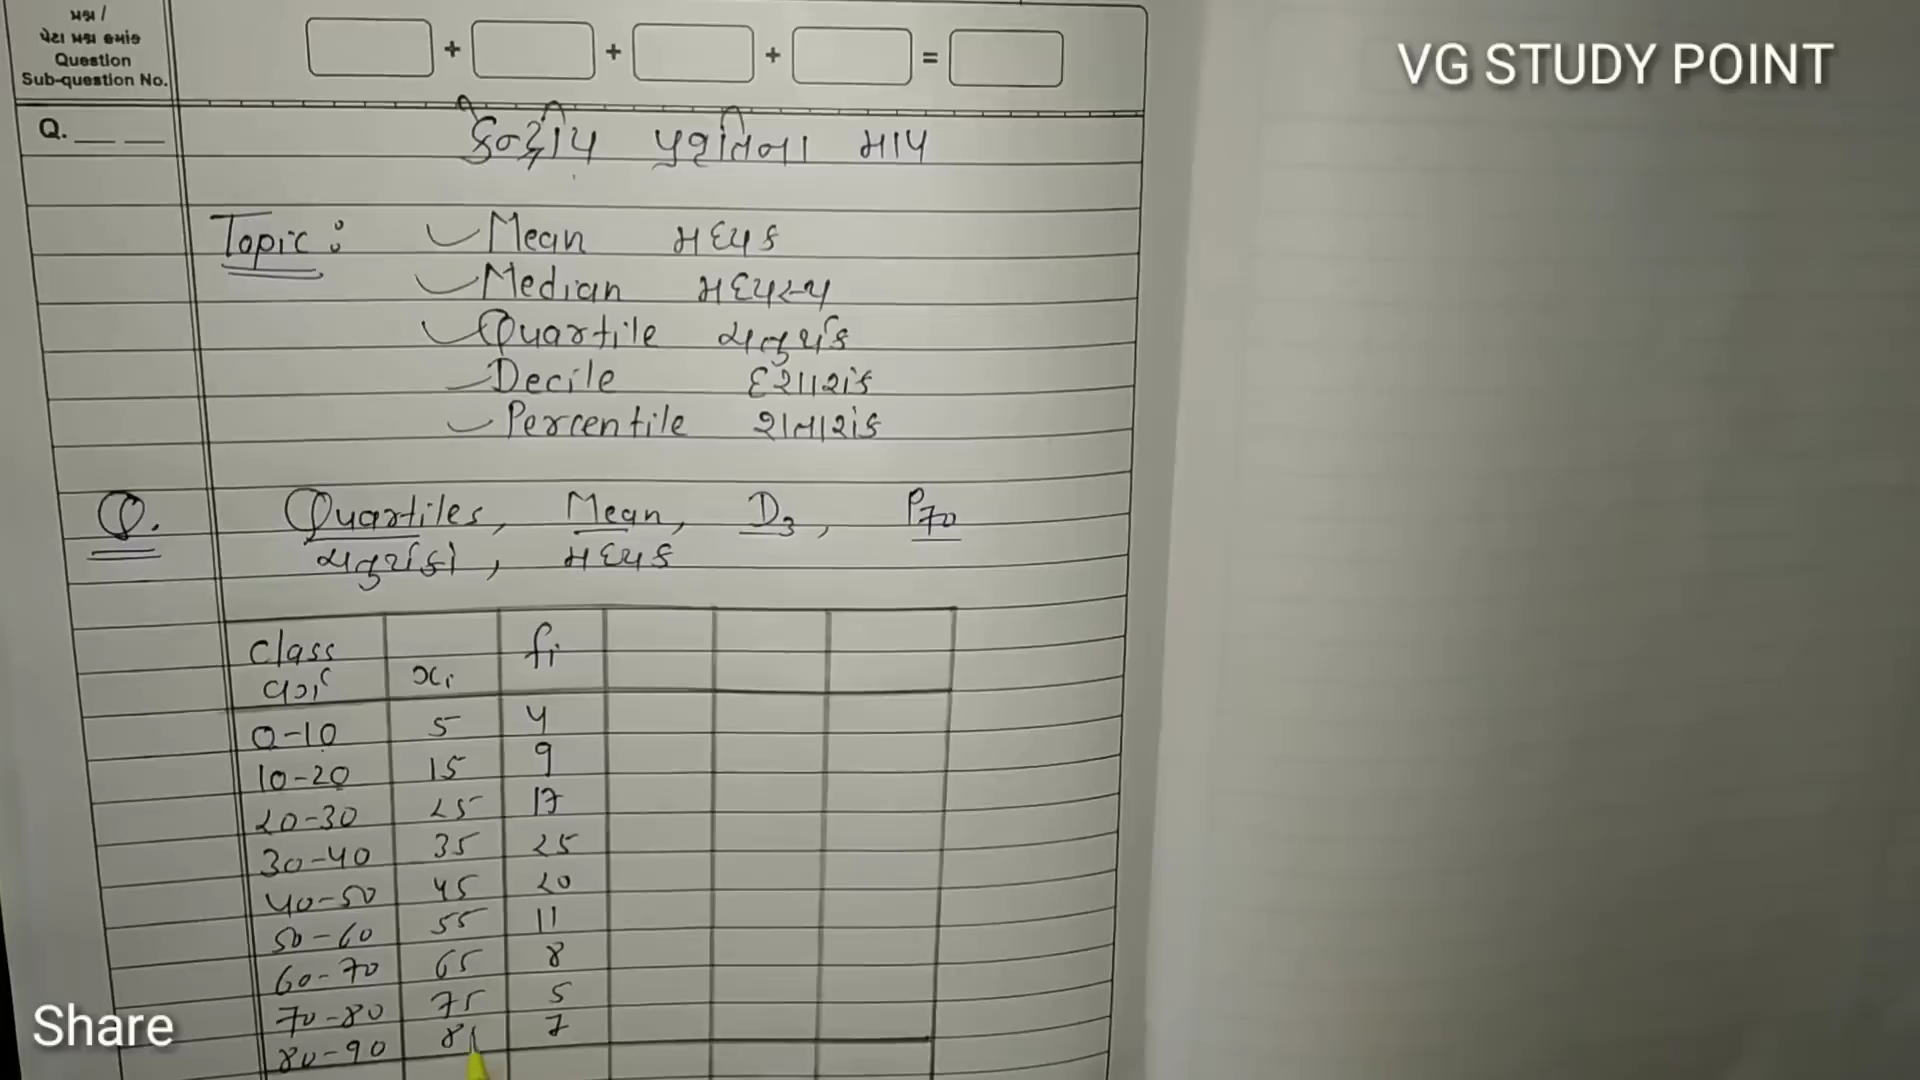 પ્રશ્ન /
પેટા પ્રશ્ન ક્રમાંક
Question
Sub-question No.
+ + + =
VG STUDY POINT
Q. __ __
કેન્દ્રીય પ્રવૃત્તિના માપ
Topic :
Mean મધ્યક
Median મધ્યસ્થ
Quartile ચતુર્થક
Decile દશાંશક
Percentile શતાંશક
Q. Quartiles, Mean, D3, P70
ચતુર્થકો, મધ્યક
class xi fi
વર્ગ
0-10 5 4
10-20 15 9
20-30 25 17
30-40 35 25
40-50 45 20
50-60 55 11
60-70 65 8
70-80 75 5
80-90 8 7
Share